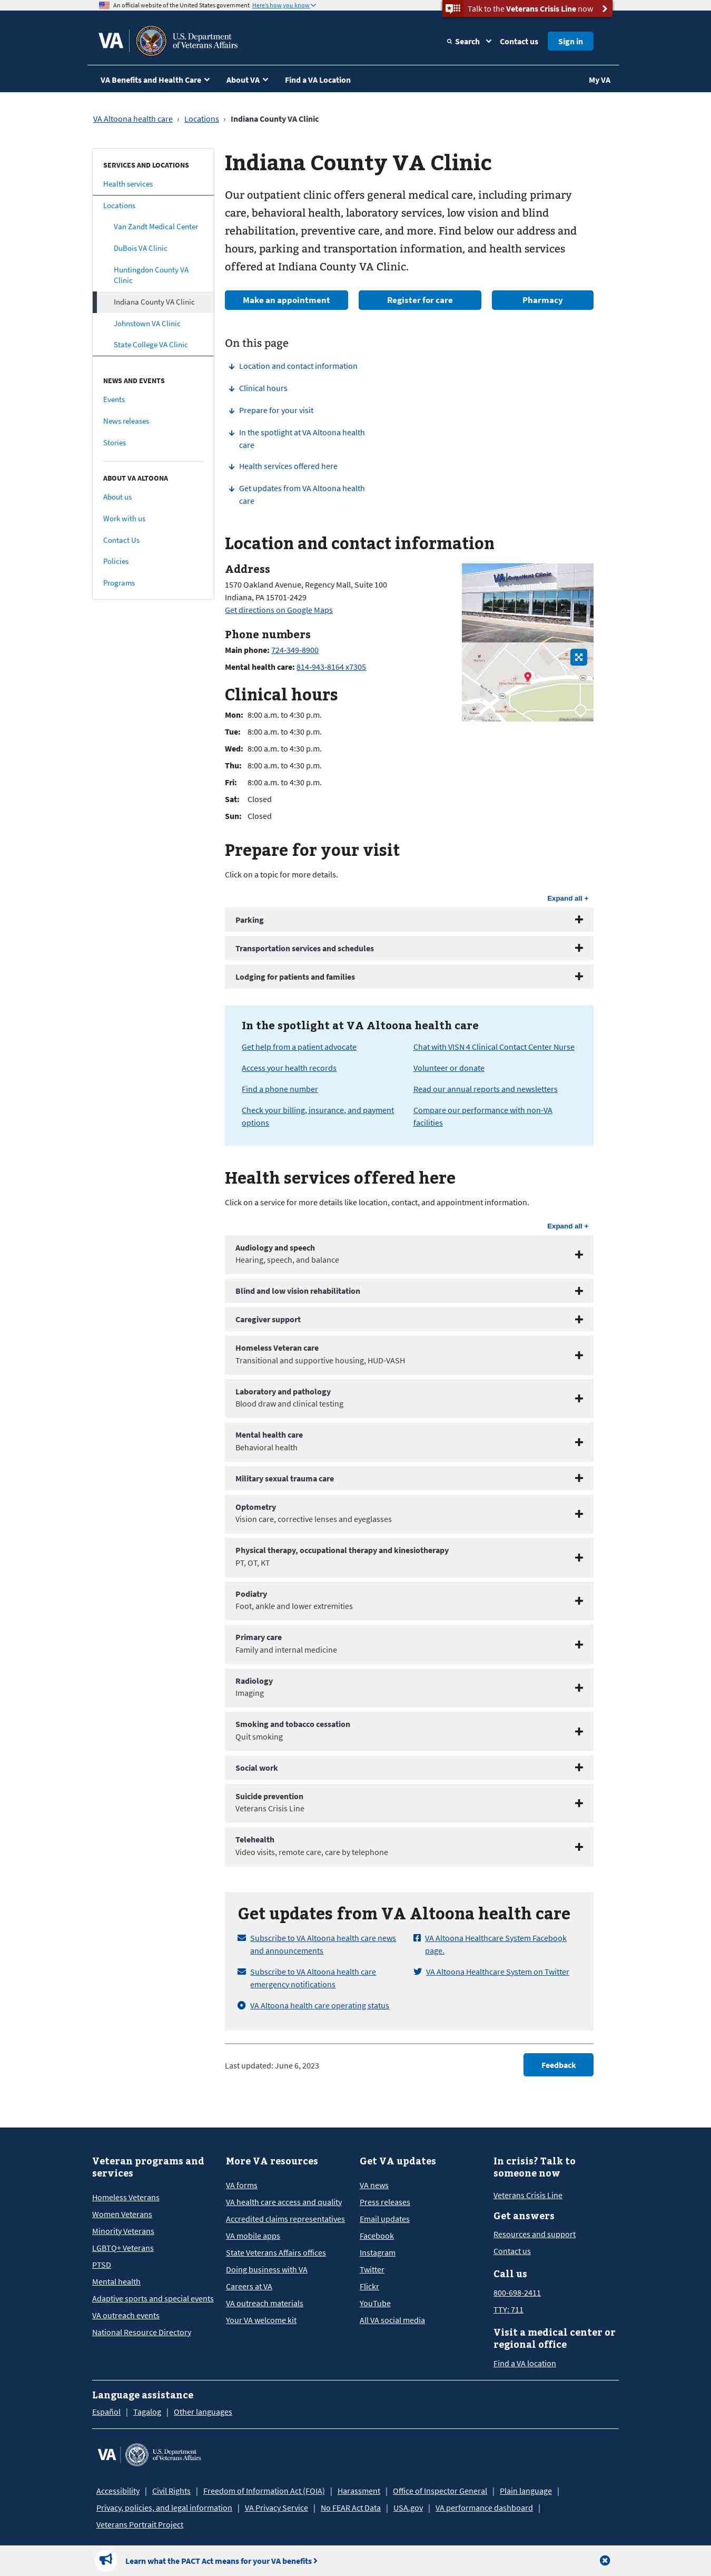 An official website of the United States government Here's how you know
Talk to the Veterans Crisis Line now
VA
U.S. Department
of Veterans Affairs
Search
Contact us
Sign in
VA Benefits and Health Care
About VA
Find a VA Location
My VA
VA Altoona health care › Locations › Indiana County VA Clinic
SERVICES AND LOCATIONS
Health services
Locations
Van Zandt Medical Center
DuBois VA Clinic
Huntingdon County VA
Clinic
Indiana County VA Clinic
Johnstown VA Clinic
State College VA Clinic
NEWS AND EVENTS
Events
News releases
Stories
ABOUT VA ALTOONA
About us
Work with us
Contact Us
Policies
Programs
Indiana County VA Clinic
Our outpatient clinic offers general medical care, including primary
care, behavioral health, laboratory services, low vision and blind
rehabilitation, preventive care, and more. Find below our address and
hours, parking and transportation information, and health services
offered at Indiana County VA Clinic.
Make an appointment
Register for care
Pharmacy
On this page
Location and contact information
Clinical hours
Prepare for your visit
In the spotlight at VA Altoona health
care
Health services offered here
Get updates from VA Altoona health
care
Location and contact information
Address
1570 Oakland Avenue, Regency Mall, Suite 100
Indiana, PA 15701-2429
Get directions on Google Maps
Phone numbers
Main phone: 724-349-8900
Mental health care: 814-943-8164 x7305
VA Outpatient Clinic
Clinical hours
Mon: 8:00 a.m. to 4:30 p.m.
Tue: 8:00 a.m. to 4:30 p.m.
Wed: 8:00 a.m. to 4:30 p.m.
Thu: 8:00 a.m. to 4:30 p.m.
Fri: 8:00 a.m. to 4:30 p.m.
Sat: Closed
Sun: Closed
Prepare for your visit
Click on a topic for more details.
Expand all +
Parking
Transportation services and schedules
Lodging for patients and families
In the spotlight at VA Altoona health care
Get help from a patient advocate
Access your health records
Find a phone number
Check your billing, insurance, and payment
options
Chat with VISN 4 Clinical Contact Center Nurse
Volunteer or donate
Read our annual reports and newsletters
Compare our performance with non-VA
facilities
Health services offered here
Click on a service for more details like location, contact, and appointment information.
Expand all +
Audiology and speech
Hearing, speech, and balance
Blind and low vision rehabilitation
Caregiver support
Homeless Veteran care
Transitional and supportive housing, HUD-VASH
Laboratory and pathology
Blood draw and clinical testing
Mental health care
Behavioral health
Military sexual trauma care
Optometry
Vision care, corrective lenses and eyeglasses
Physical therapy, occupational therapy and kinesiotherapy
PT, OT, KT
Podiatry
Foot, ankle and lower extremities
Primary care
Family and internal medicine
Radiology
Imaging
Smoking and tobacco cessation
Quit smoking
Social work
Suicide prevention
Veterans Crisis Line
Telehealth
Video visits, remote care, care by telephone
Get updates from VA Altoona health care
Subscribe to VA Altoona health care news
and announcements
Subscribe to VA Altoona health care
emergency notifications
VA Altoona health care operating status
VA Altoona Healthcare System Facebook
page.
VA Altoona Healthcare System on Twitter
Last updated: June 6, 2023
Feedback
Veteran programs and
services
Homeless Veterans
Women Veterans
Minority Veterans
LGBTQ+ Veterans
PTSD
Mental health
Adaptive sports and special events
VA outreach events
National Resource Directory
More VA resources
VA forms
VA health care access and quality
Accredited claims representatives
VA mobile apps
State Veterans Affairs offices
Doing business with VA
Careers at VA
VA outreach materials
Your VA welcome kit
Get VA updates
VA news
Press releases
Email updates
Facebook
Instagram
Twitter
Flickr
YouTube
All VA social media
In crisis? Talk to
someone now
Veterans Crisis Line
Get answers
Resources and support
Contact us
Call us
800-698-2411
TTY: 711
Visit a medical center or
regional office
Find a VA location
Language assistance
Español | Tagalog | Other languages
VA
U.S. Department
of Veterans Affairs
Accessibility | Civil Rights | Freedom of Information Act (FOIA) | Harassment | Office of Inspector General | Plain language |
Privacy, policies, and legal information | VA Privacy Service | No FEAR Act Data | USA.gov | VA performance dashboard |
Veterans Portrait Project
Learn what the PACT Act means for your VA benefits